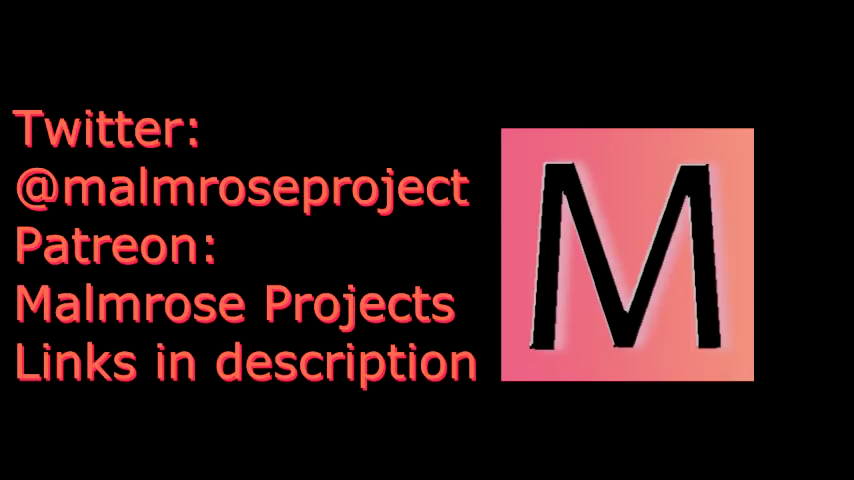 Twitter:
@malmroseproject
Patreon:
Malmrose Projects
Links in description
M